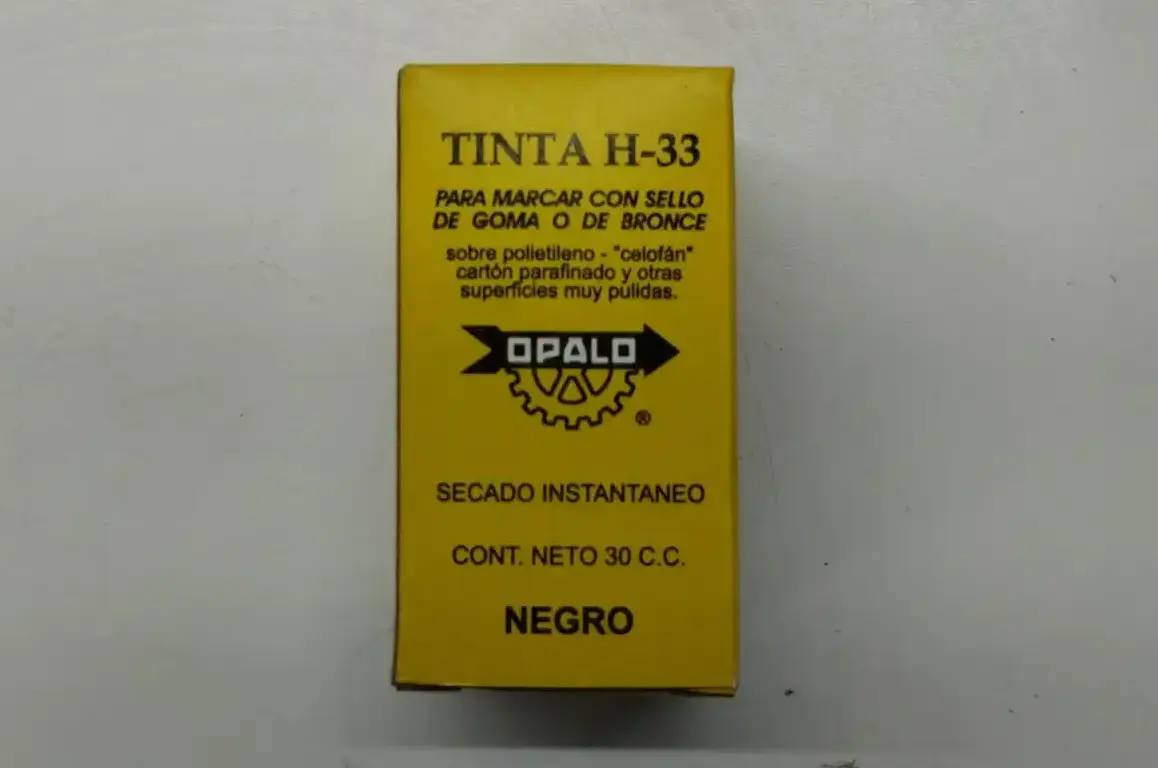 TINTA H-33
PARA MARCAR CON SELLO
DE GOMA O DE BRONCE
sobre polietileno - "celofán"
cartón parafinado y otras
superficies muy pulidas.
OPALO
®
SECADO INSTANTANEO
CONT. NETO 30 C.C.
NEGRO